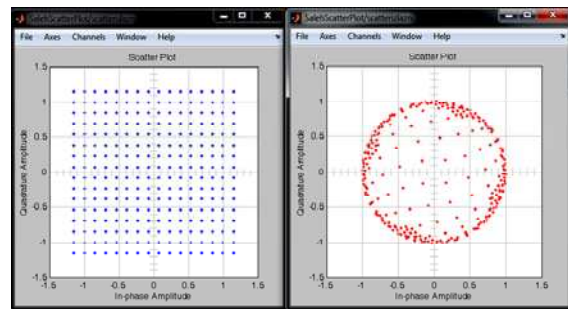 SalehScatterPlot/scatter/diam
File Axes Channels Window Help
Scatter Plot
Quadrature Amplitude
1.5
1
0.5
0
-0.5
-1
-1.5
-1.5 -1 -0.5 0 0.5 1 1.5
In-phase Amplitude
File Axes Channels Window Help
Scatter Plot
Quadrature Amplitude
1.5
1
0.5
0
-0.5
-1
-1.5
-1.5 -1 -0.5 0 0.5 1 1.5
In-phase Amplitude